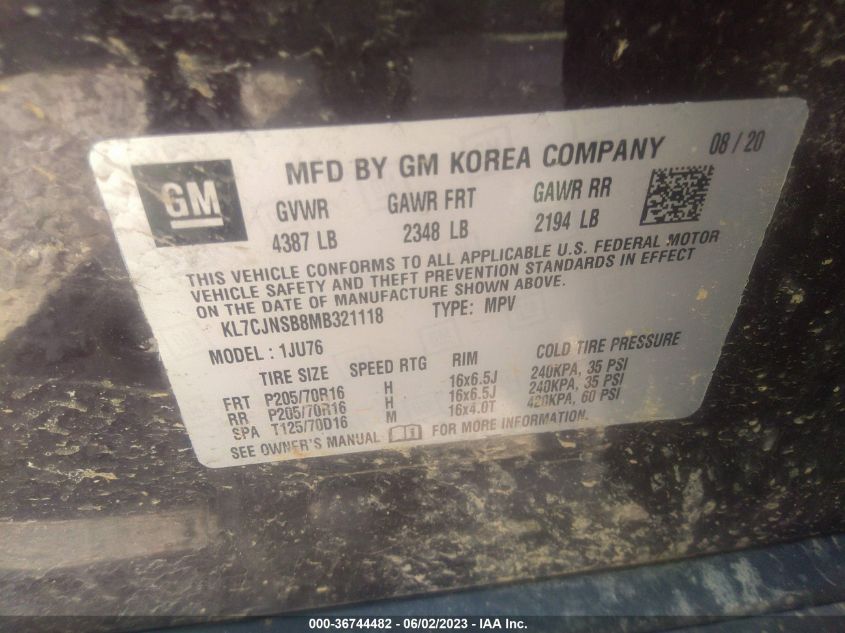 GM
MFD BY GM KOREA COMPANY 08 / 20
GVWR GAWR FRT GAWR RR
4387 LB 2348 LB 2194 LB
THIS VEHICLE CONFORMS TO ALL APPLICABLE U.S. FEDERAL MOTOR
VEHICLE SAFETY AND THEFT PREVENTION STANDARDS IN EFFECT
ON THE DATE OF MANUFACTURE SHOWN ABOVE.
KL7CJNSB8MB321118 TYPE: MPV
MODEL : 1JU76
TIRE SIZE SPEED RTG RIM COLD TIRE PRESSURE
FRT P205/70R16 H 16x6.5J 240KPA, 35 PSI
RR P205/70R16 H 16x6.5J 240KPA, 35 PSI
SPA T125/70D16 M 16x4.0T 420KPA, 60 PSI
SEE OWNER'S MANUAL FOR MORE INFORMATION.
000-36744482 - 06/02/2023 - IAA Inc.